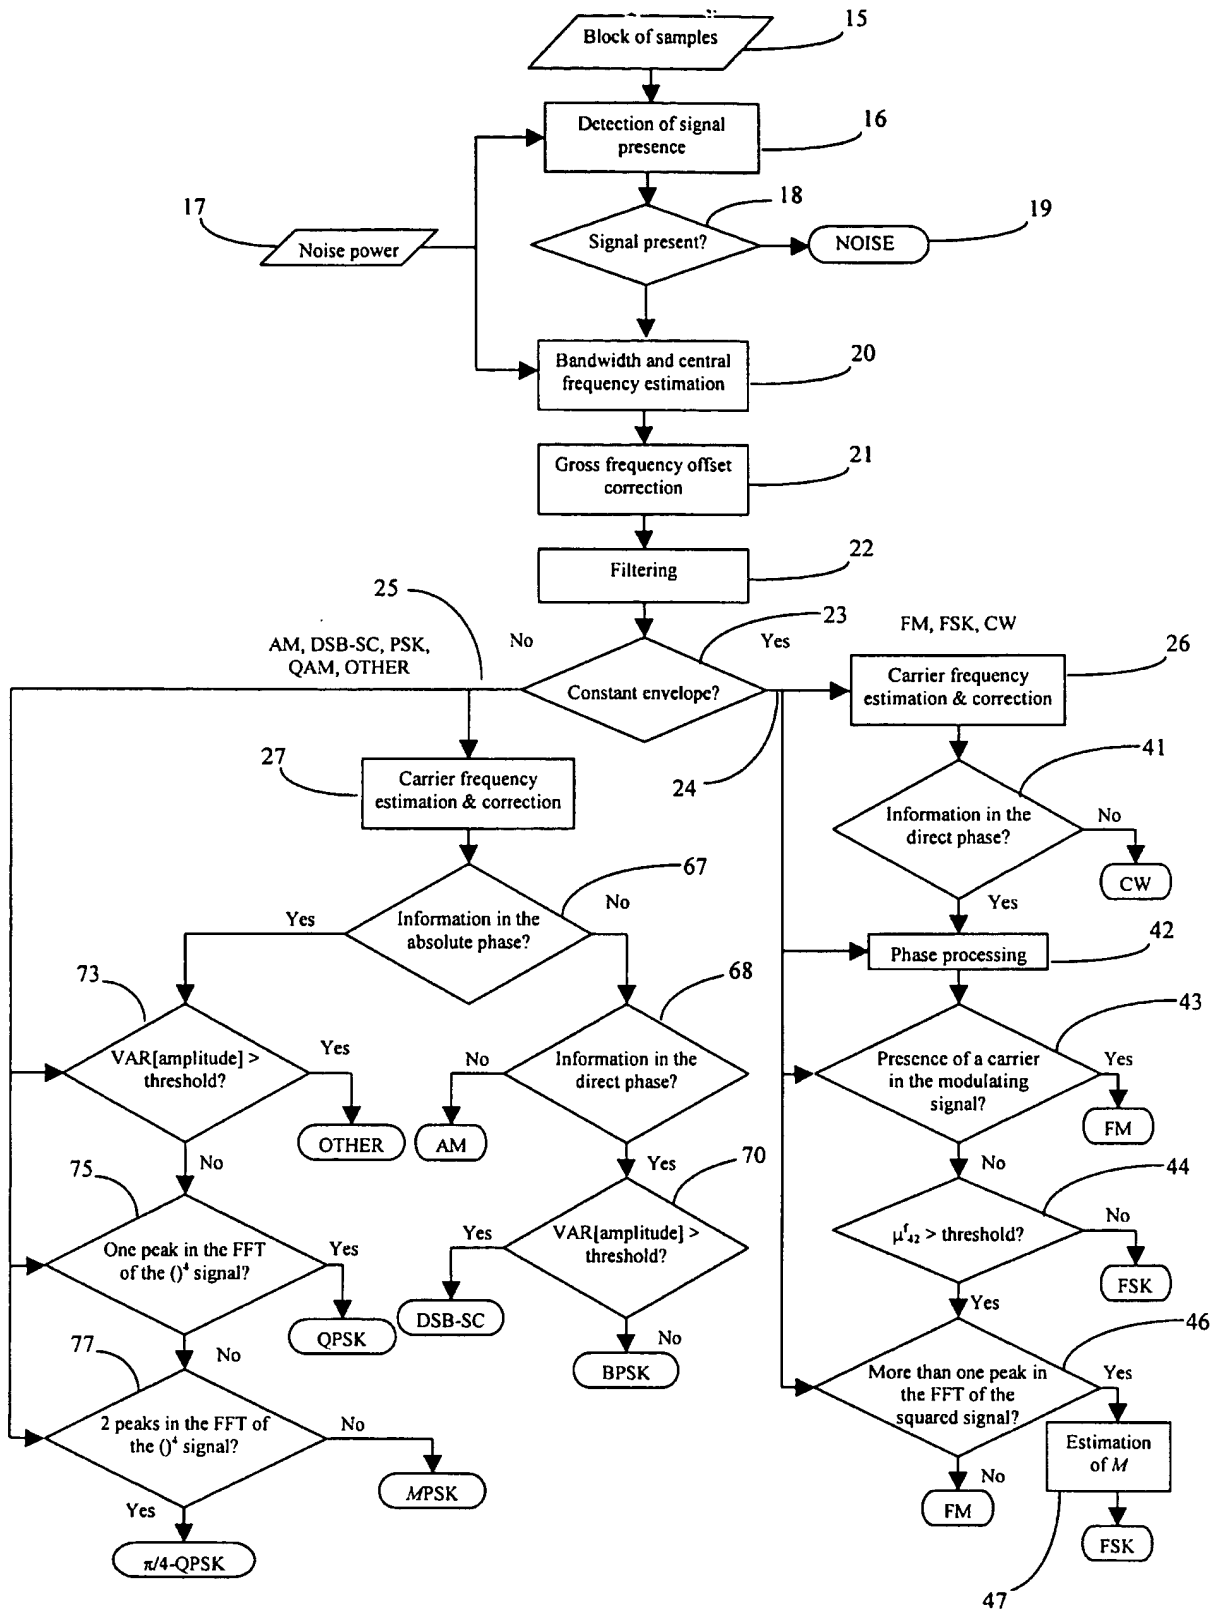 15
Block of samples
Detection of signal
presence
16
17
Noise power
18
Signal present?
19
NOISE
Bandwidth and central
frequency estimation
20
Gross frequency offset
correction
21
Filtering
22
25
23
AM, DSB-SC, PSK,
QAM, OTHER
No
Yes
FM, FSK, CW
Constant envelope?
24
26
Carrier frequency
estimation & correction
27
Carrier frequency
estimation & correction
41
Information in the
direct phase?
No
CW
Yes
67
Information in the
absolute phase?
Yes
No
42
Phase processing
73
VAR[amplitude] >
threshold?
Yes
OTHER
No
68
Information in the
direct phase?
No
AM
Yes
43
Presence of a carrier
in the modulating
signal?
Yes
FM
No
75
One peak in the FFT
of the ()⁴ signal?
Yes
QPSK
No
70
VAR[amplitude] >
threshold?
Yes
DSB-SC
No
BPSK
44
μᶠ₄₂ > threshold?
No
FSK
Yes
77
2 peaks in the FFT of
the ()⁴ signal?
No
MPSK
Yes
π/4-QPSK
46
More than one peak in
the FFT of the
squared signal?
Yes
No
FM
Estimation
of M
FSK
47